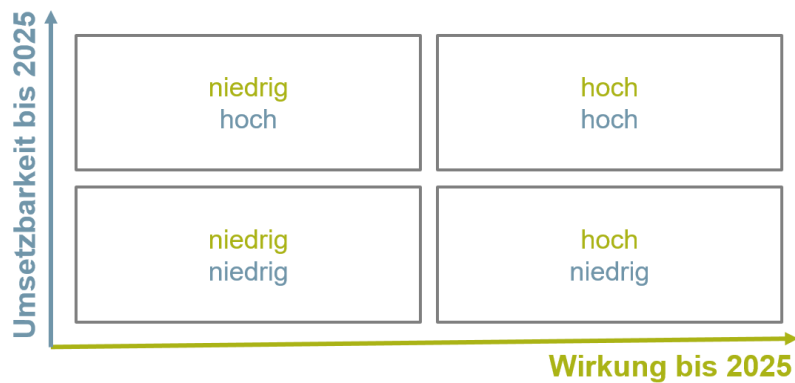 Umsetzbarkeit bis 2025
niedrig
hoch
hoch
hoch
niedrig
niedrig
hoch
niedrig
Wirkung bis 2025